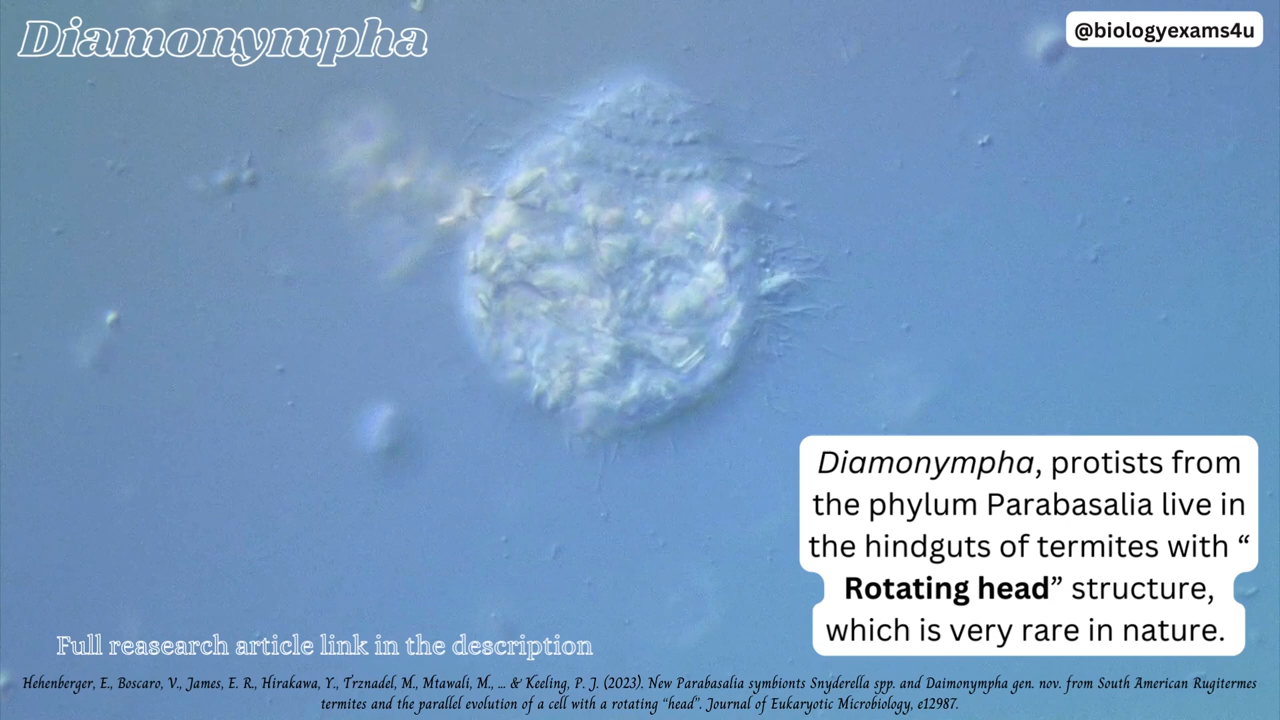 Diamonympha
@biologyexams4u
Diamonympha, protists from
the phylum Parabasalia live in
the hindguts of termites with “
Rotating head” structure,
which is very rare in nature.
Full reasearch article link in the description
Hehenberger, E., Boscaro, V., James, E. R., Hirakawa, Y., Trznadel, M., Mtawali, M., ... & Keeling, P. J. (2023). New Parabasalia symbionts Snyderella spp. and Daimonympha gen. nov. from South American Rugitermes
termites and the parallel evolution of a cell with a rotating “head”. Journal of Eukaryotic Microbiology, e12987.